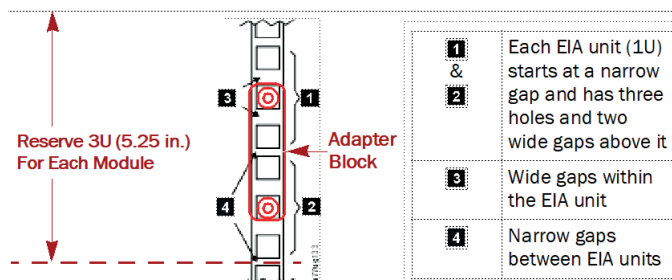 Reserve 3U (5.25 in.)
For Each Module
3
1
4
2
Adapter
Block
1
&
2
Each EIA unit (1U)
starts at a narrow
gap and has three
holes and two
wide gaps above it
3
Wide gaps within
the EIA unit
4
Narrow gaps
between EIA units